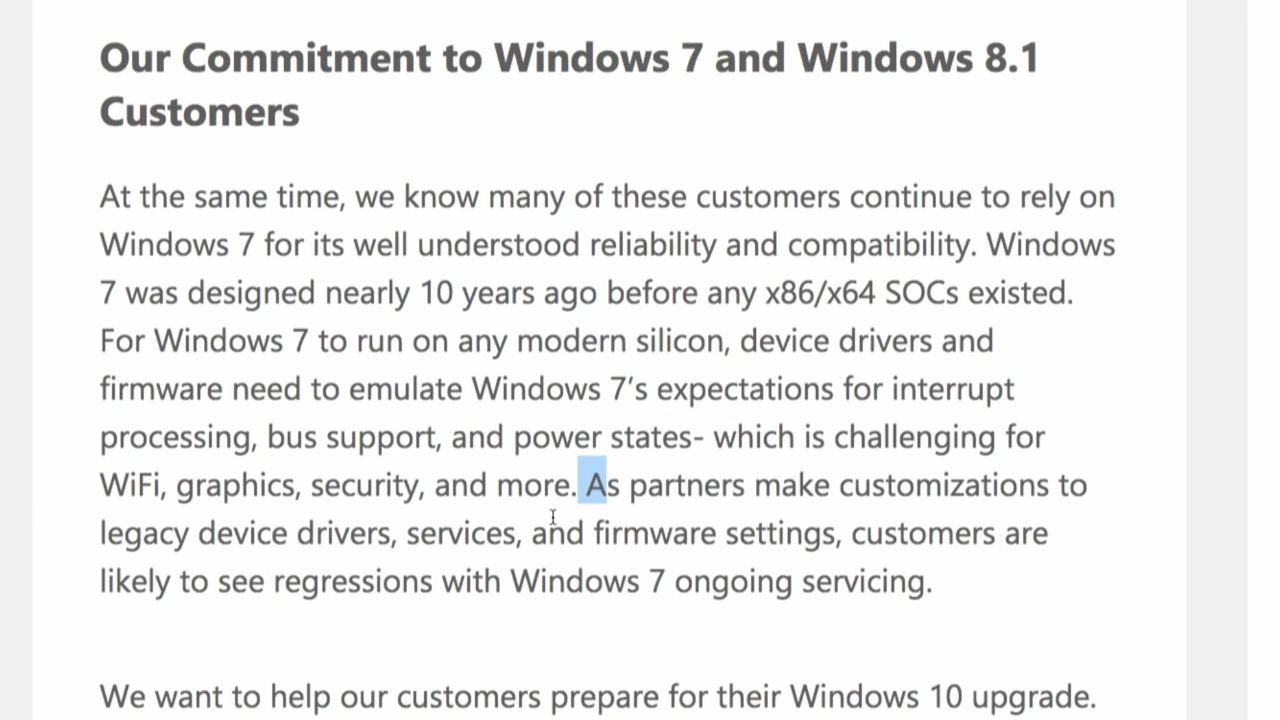 Our Commitment to Windows 7 and Windows 8.1
Customers
At the same time, we know many of these customers continue to rely on
Windows 7 for its well understood reliability and compatibility. Windows
7 was designed nearly 10 years ago before any x86/x64 SOCs existed.
For Windows 7 to run on any modern silicon, device drivers and
firmware need to emulate Windows 7’s expectations for interrupt
processing, bus support, and power states- which is challenging for
WiFi, graphics, security, and more. As partners make customizations to
legacy device drivers, services, and firmware settings, customers are
likely to see regressions with Windows 7 ongoing servicing.
We want to help our customers prepare for their Windows 10 upgrade.